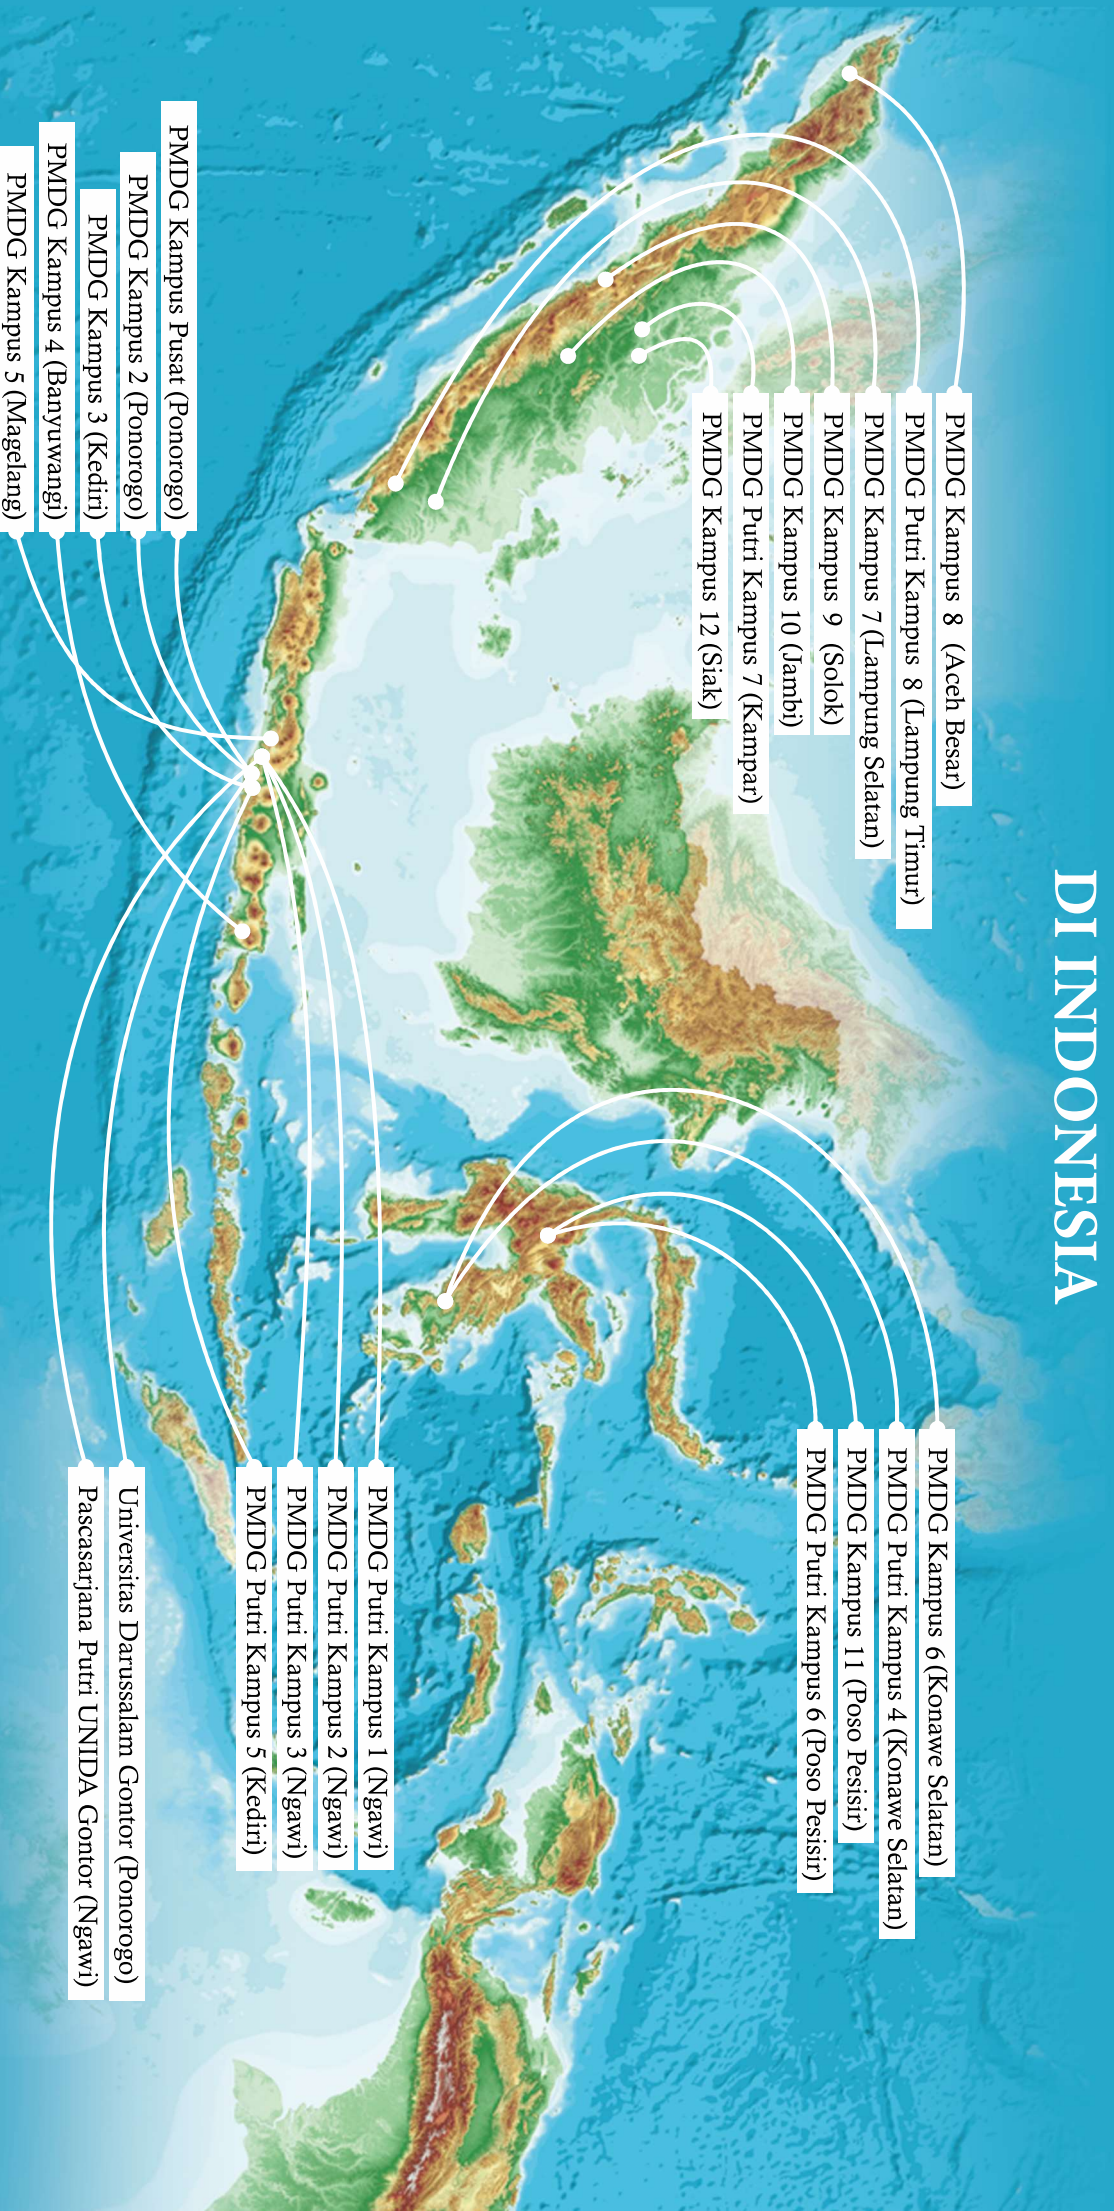 DI INDONESIA
PMDG Kampus 8 (Aceh Besar)
PMDG Putri Kampus 8 (Lampung Timur)
PMDG Kampus 7 (Lampung Selatan)
PMDG Kampus 9 (Solok)
PMDG Kampus 10 (Jambi)
PMDG Putri Kampus 7 (Kampar)
PMDG Kampus 12 (Siak)
PMDG Kampus 6 (Konawe Selatan)
PMDG Putri Kampus 4 (Konawe Selatan)
PMDG Kampus 11 (Poso Pesisir)
PMDG Putri Kampus 6 (Poso Pesisir)
PMDG Kampus Pusat (Ponorogo)
PMDG Kampus 2 (Ponorogo)
PMDG Kampus 3 (Kediri)
PMDG Kampus 4 (Banyuwangi)
PMDG Kampus 5 (Magelang)
PMDG Putri Kampus 1 (Ngawi)
PMDG Putri Kampus 2 (Ngawi)
PMDG Putri Kampus 3 (Ngawi)
PMDG Putri Kampus 5 (Kediri)
Universitas Darussalam Gontor (Ponorogo)
Pascasarjana Putri UNIDA Gontor (Ngawi)